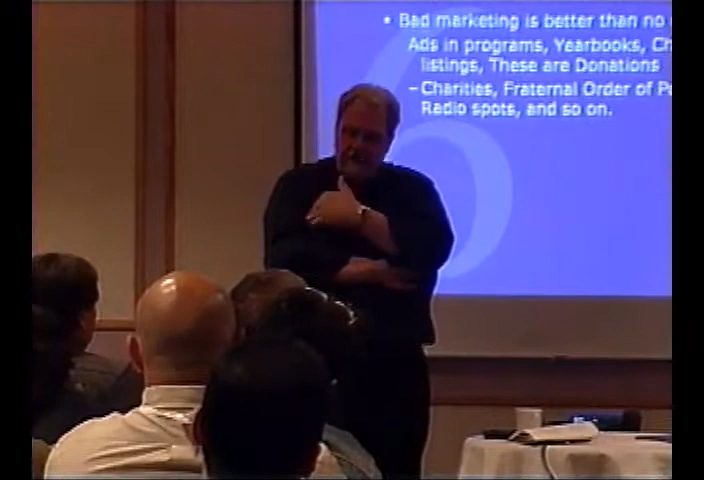 • Bad marketing is better than no
Ads in programs, Yearbooks,
listings, These are Donations
–Charities, Fraternal Order of
Radio spots, and so on.
6